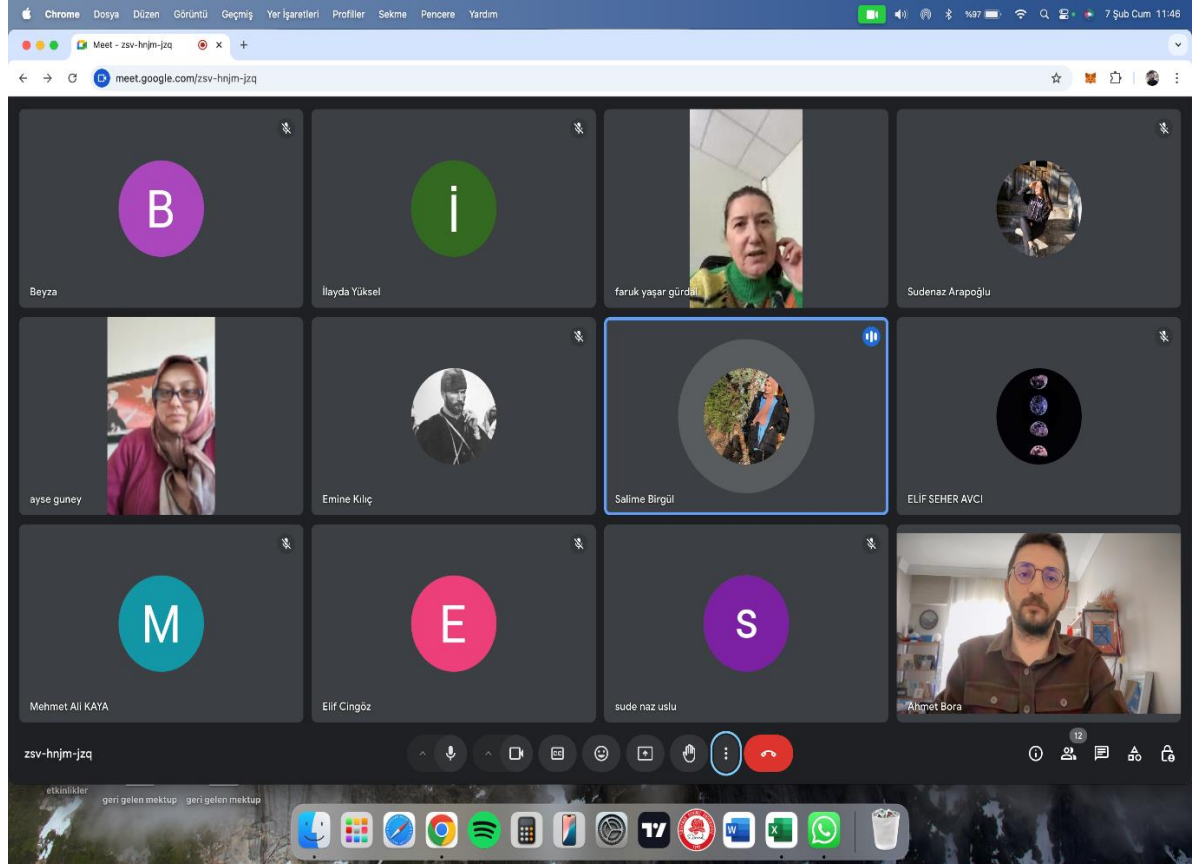 Chrome Dosya Düzen Görüntü Geçmiş Yer İşaretleri Profiller Sekme Pencere Yardım %97 7 Şub Cum 11:46
Meet - zsv-hnjm-jzq
meet.google.com/zsv-hnjm-jzq
B
İ
Beyza
İlayda Yüksel
faruk yaşar gürdal
Sudenaz Arapoğlu
ayse guney
Emine Kılıç
Salime Birgül
ELİF SEHER AVCI
M
E
S
Mehmet Ali KAYA
Elif Cingöz
sude naz uslu
Ahmet Bora
zsv-hnjm-jzq
CC
12
etkinlikler
geri gelen mektup geri gelen mektup
W
X